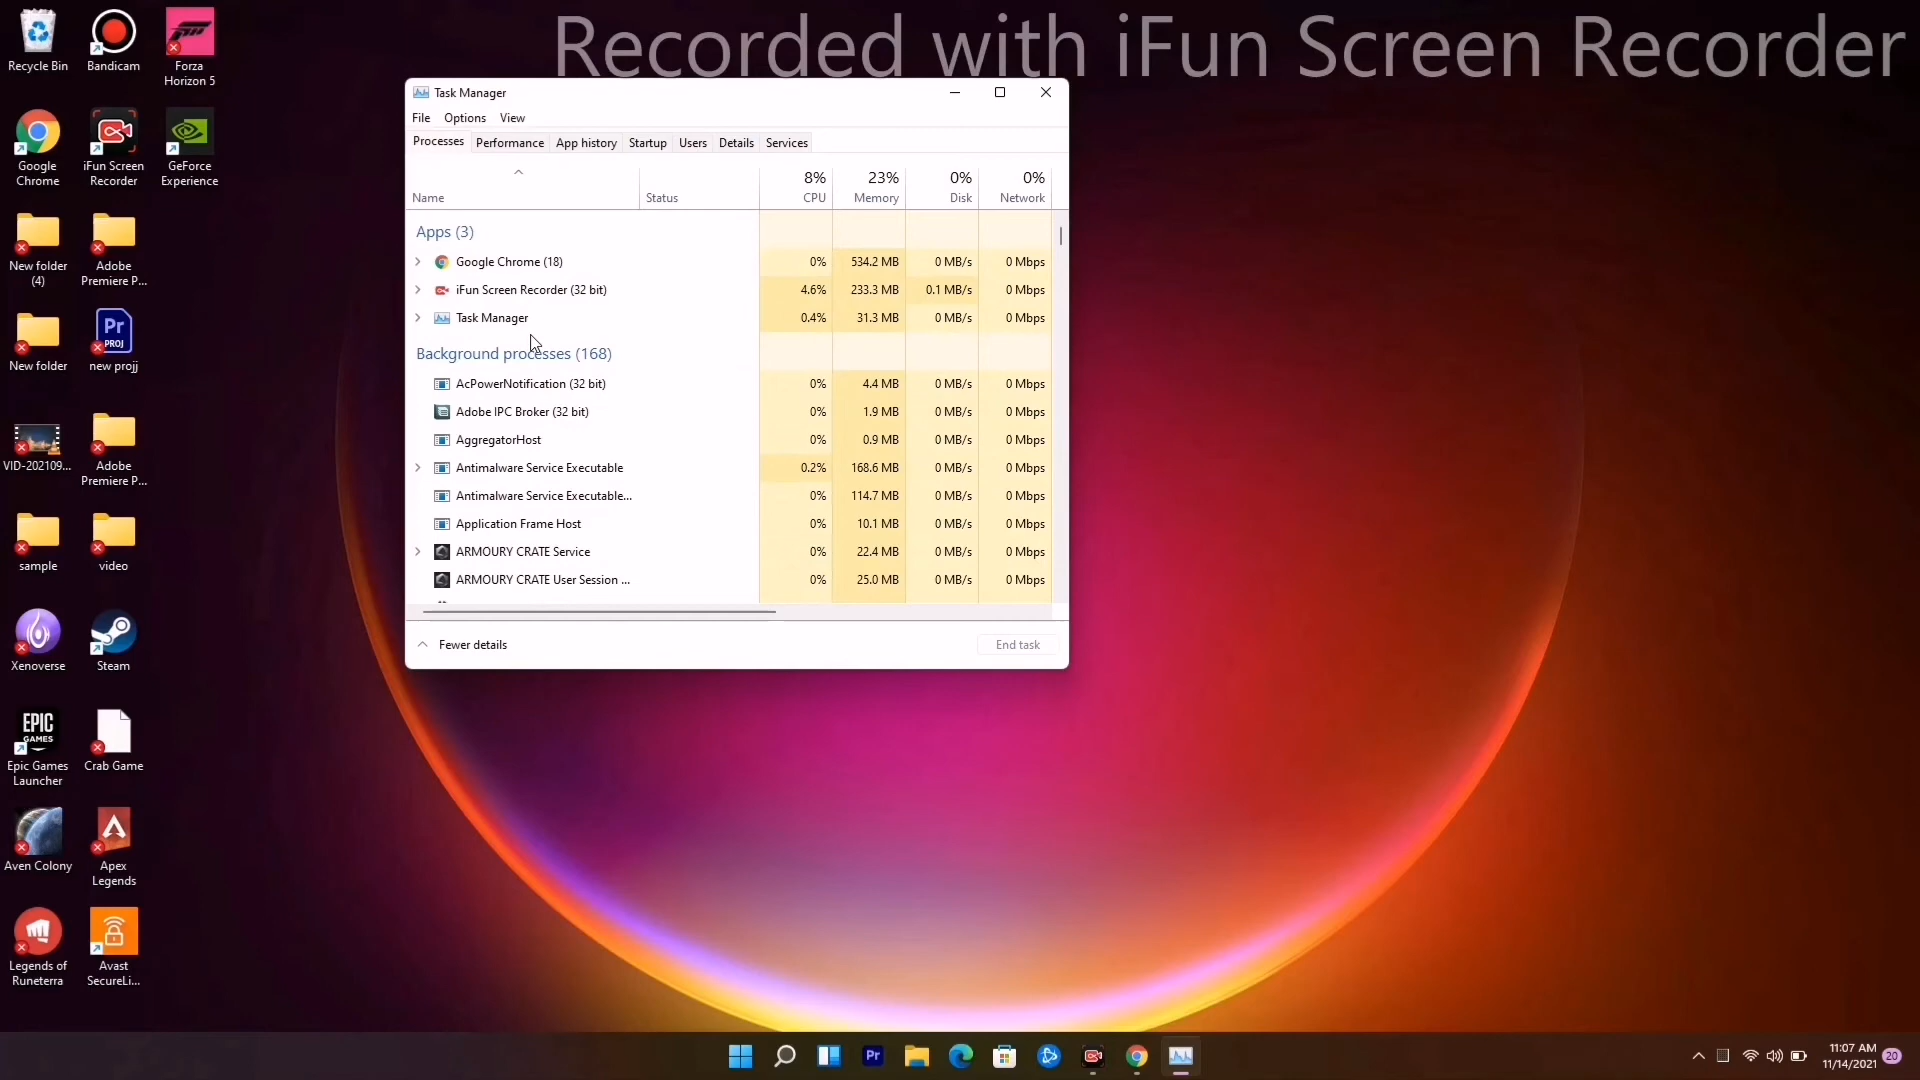 Recorded with iFun Screen Recorder
Recycle Bin
Bandicam
Forza
Horizon 5
Google
Chrome
iFun Screen
Recorder
GeForce
Experience
New folder
(4)
Adobe
Premiere P...
New folder
Pr
PROJ
new projj
VID-202109...
Adobe
Premiere P...
sample
video
Xenoverse
Steam
EPIC
GAMES
Epic Games
Launcher
Crab Game
Aven Colony
Apex
Legends
Legends of
Runeterra
Avast
SecureLi...
Task Manager
File Options View
Processes Performance App history Startup Users Details Services
8% 23% 0% 0%
Name Status CPU Memory Disk Network
Apps (3)
Google Chrome (18) 0% 534.2 MB 0 MB/s 0 Mbps
iFun Screen Recorder (32 bit) 4.6% 233.3 MB 0.1 MB/s 0 Mbps
Task Manager 0.4% 31.3 MB 0 MB/s 0 Mbps
Background processes (168)
AcPowerNotification (32 bit) 0% 4.4 MB 0 MB/s 0 Mbps
Adobe IPC Broker (32 bit) 0% 1.9 MB 0 MB/s 0 Mbps
AggregatorHost 0% 0.9 MB 0 MB/s 0 Mbps
Antimalware Service Executable 0.2% 168.6 MB 0 MB/s 0 Mbps
Antimalware Service Executable... 0% 114.7 MB 0 MB/s 0 Mbps
Application Frame Host 0% 10.1 MB 0 MB/s 0 Mbps
ARMOURY CRATE Service 0% 22.4 MB 0 MB/s 0 Mbps
ARMOURY CRATE User Session ... 0% 25.0 MB 0 MB/s 0 Mbps
Fewer details End task
Pr
11:07 AM
11/14/2021
20